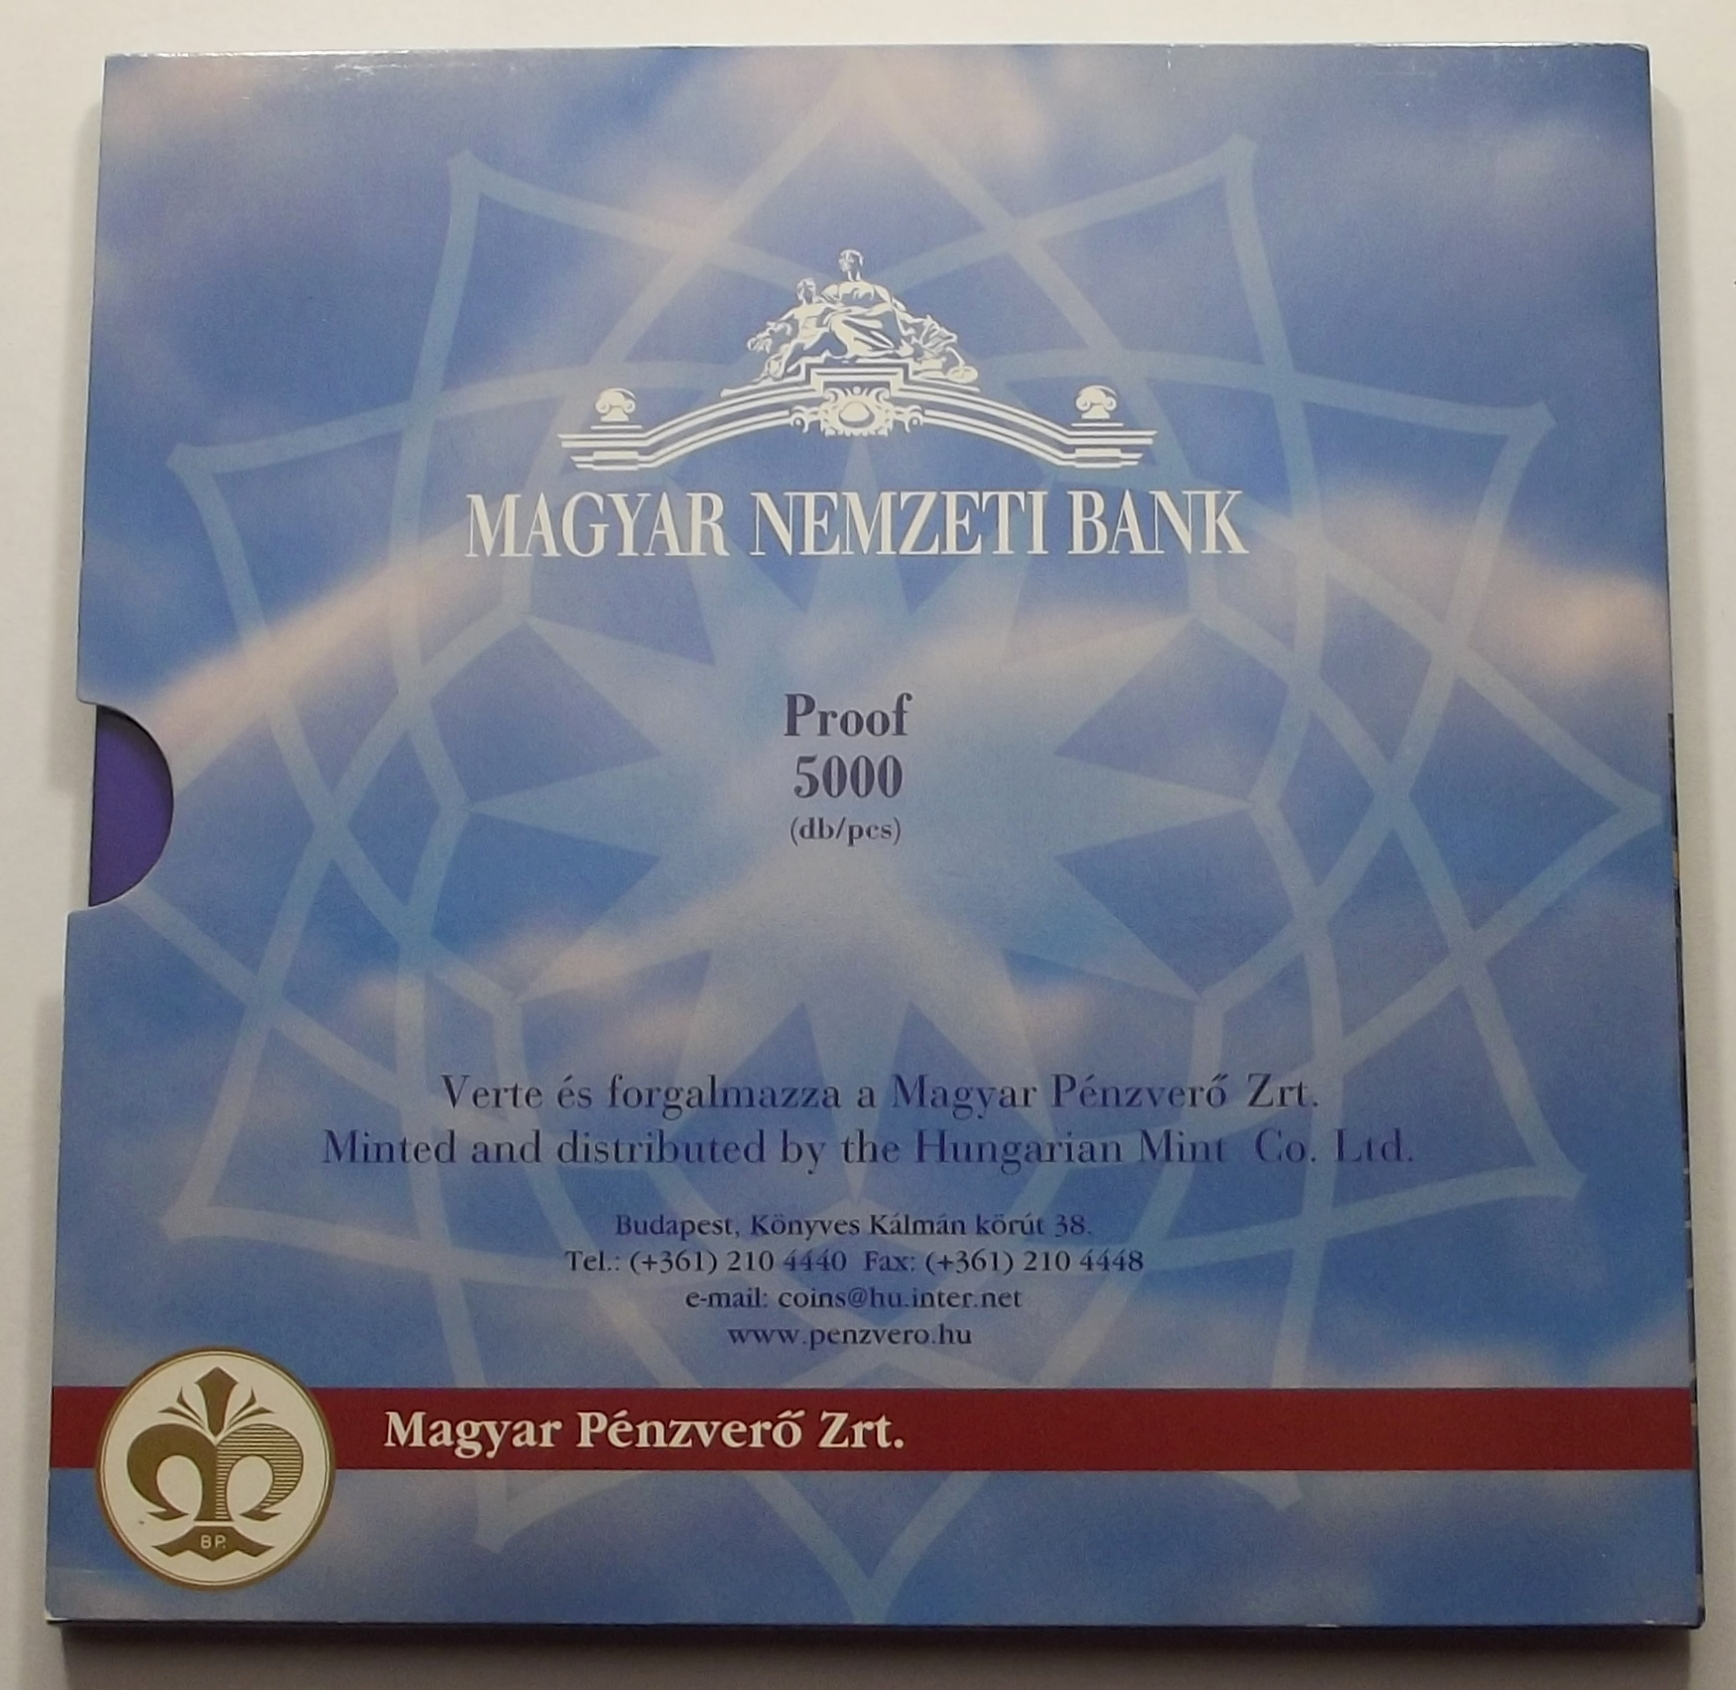 MAGYAR NEMZETI BANK
Proof
5000
(db/pcs)
Verte és forgalmazza a Magyar Pénzverő Zrt.
Minted and distributed by the Hungarian Mint Co. Ltd.
Budapest, Könyves Kálmán körút 38.
Tel.: (+361) 210 4440 Fax: (+361) 210 4448
e-mail: coins@hu.inter.net
www.penzvero.hu
Magyar Pénzverő Zrt.
BP.